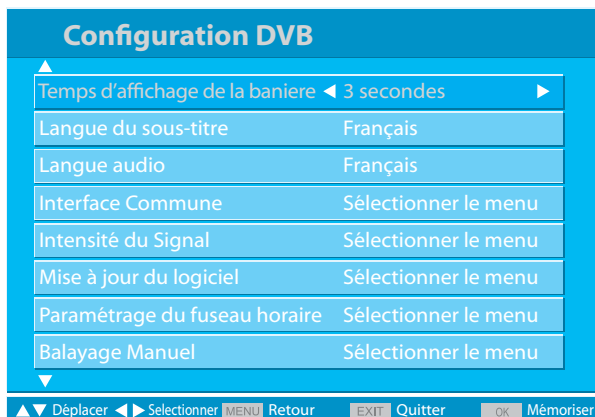 Configuration DVB
Temps d'affichage de la baniere 3 secondes
Langue du sous-titre Français
Langue audio Français
Interface Commune Sélectionner le menu
Intensité du Signal Sélectionner le menu
Mise à jour du logiciel Sélectionner le menu
Paramétrage du fuseau horaire Sélectionner le menu
Balayage Manuel Sélectionner le menu
Déplacer Selectionner MENU Retour EXIT Quitter OK Mémoriser